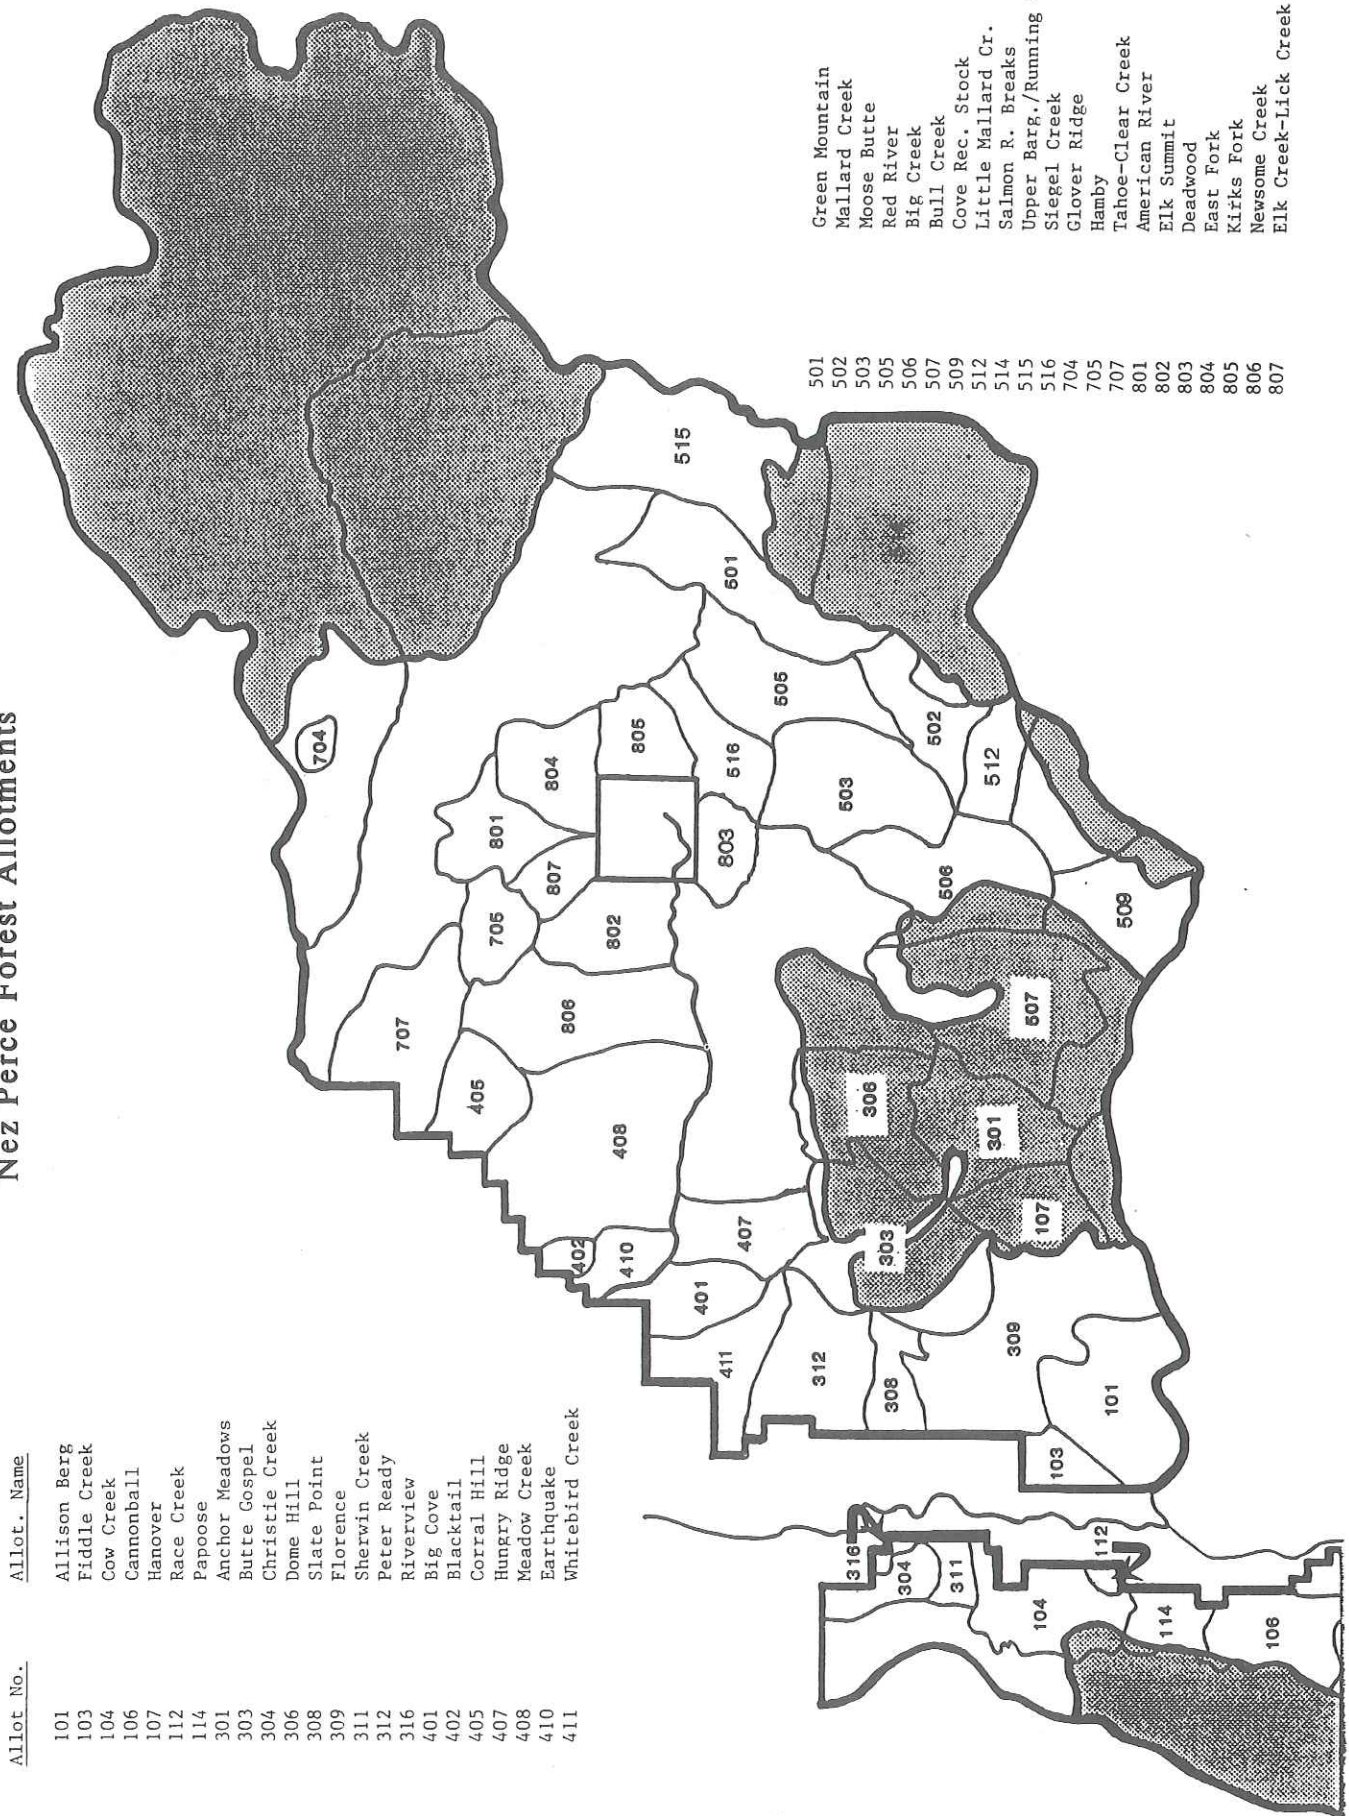 Nez Perce Forest Allotments
Allot No. Allot. Name
101 Allison Berg
103 Fiddle Creek
104 Cow Creek
106 Cannonball
107 Hanover
112 Race Creek
114 Papoose
301 Anchor Meadows
303 Butte Gospel
304 Christie Creek
306 Dome Hill
308 Slate Point
309 Florence
311 Sherwin Creek
312 Peter Ready
316 Riverview
401 Big Cove
402 Blacktail
405 Corral Hill
407 Hungry Ridge
408 Meadow Creek
410 Earthquake
411 Whitebird Creek
704
707
405
705
801
804
806
802
807
805
408
402
410
401
407
411
803
516
515
501
505
503
502
512
506
509
507
306
301
303
107
312
308
309
101
103
316
304
311
104
112
114
106
501 Green Mountain
502 Mallard Creek
503 Moose Butte
505 Red River
506 Big Creek
507 Bull Creek
509 Cove Rec. Stock
512 Little Mallard Cr.
514 Salmon R. Breaks
515 Upper Barg./Running
516 Siegel Creek
704 Glover Ridge
705 Hamby
707 Tahoe-Clear Creek
801 American River
802 Elk Summit
803 Deadwood
804 East Fork
805 Kirks Fork
806 Newsome Creek
807 Elk Creek-Lick Creek